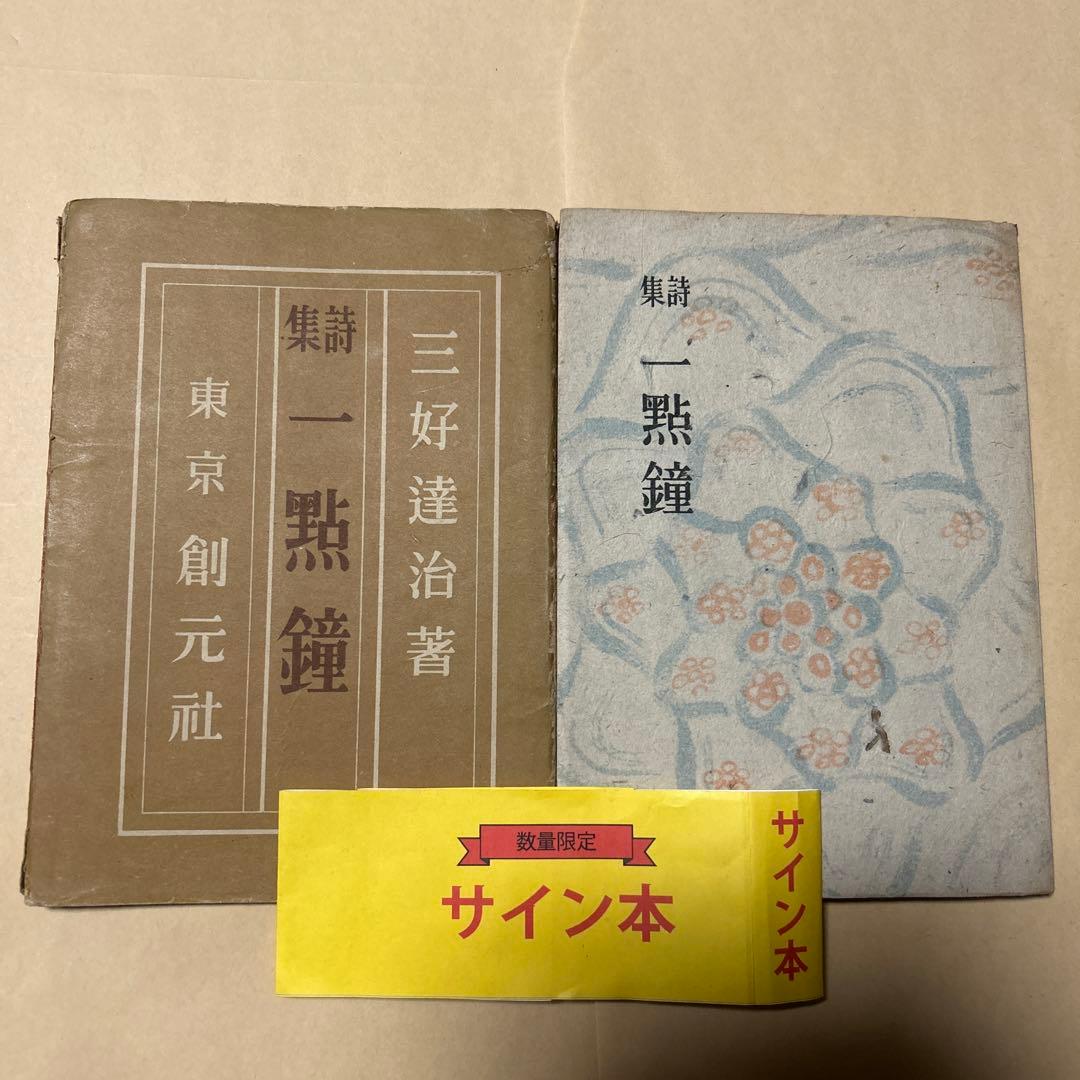 三好達治著
詩集 一點鐘
東京 創元社
詩集 一點鐘
数量限定
サイン本
サイン本